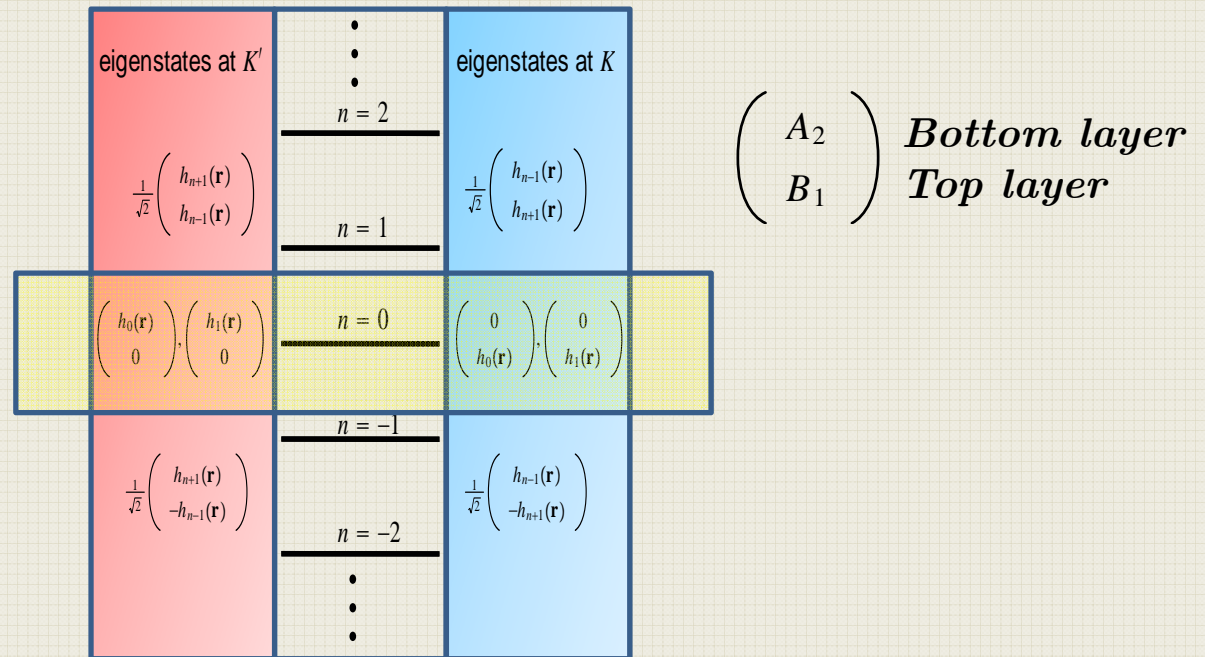 eigenstates at K′
eigenstates at K
n = 2
1/√2 ( h_{n+1}(r)
h_{n−1}(r) )
1/√2 ( h_{n−1}(r)
h_{n+1}(r) )
n = 1
( h_0(r)
0 ), ( h_1(r)
0 )
n = 0
( 0
h_0(r) ), ( 0
h_1(r) )
n = −1
1/√2 ( h_{n+1}(r)
−h_{n−1}(r) )
1/√2 ( h_{n−1}(r)
−h_{n+1}(r) )
n = −2
( A_2
B_1 )
Bottom layer
Top layer